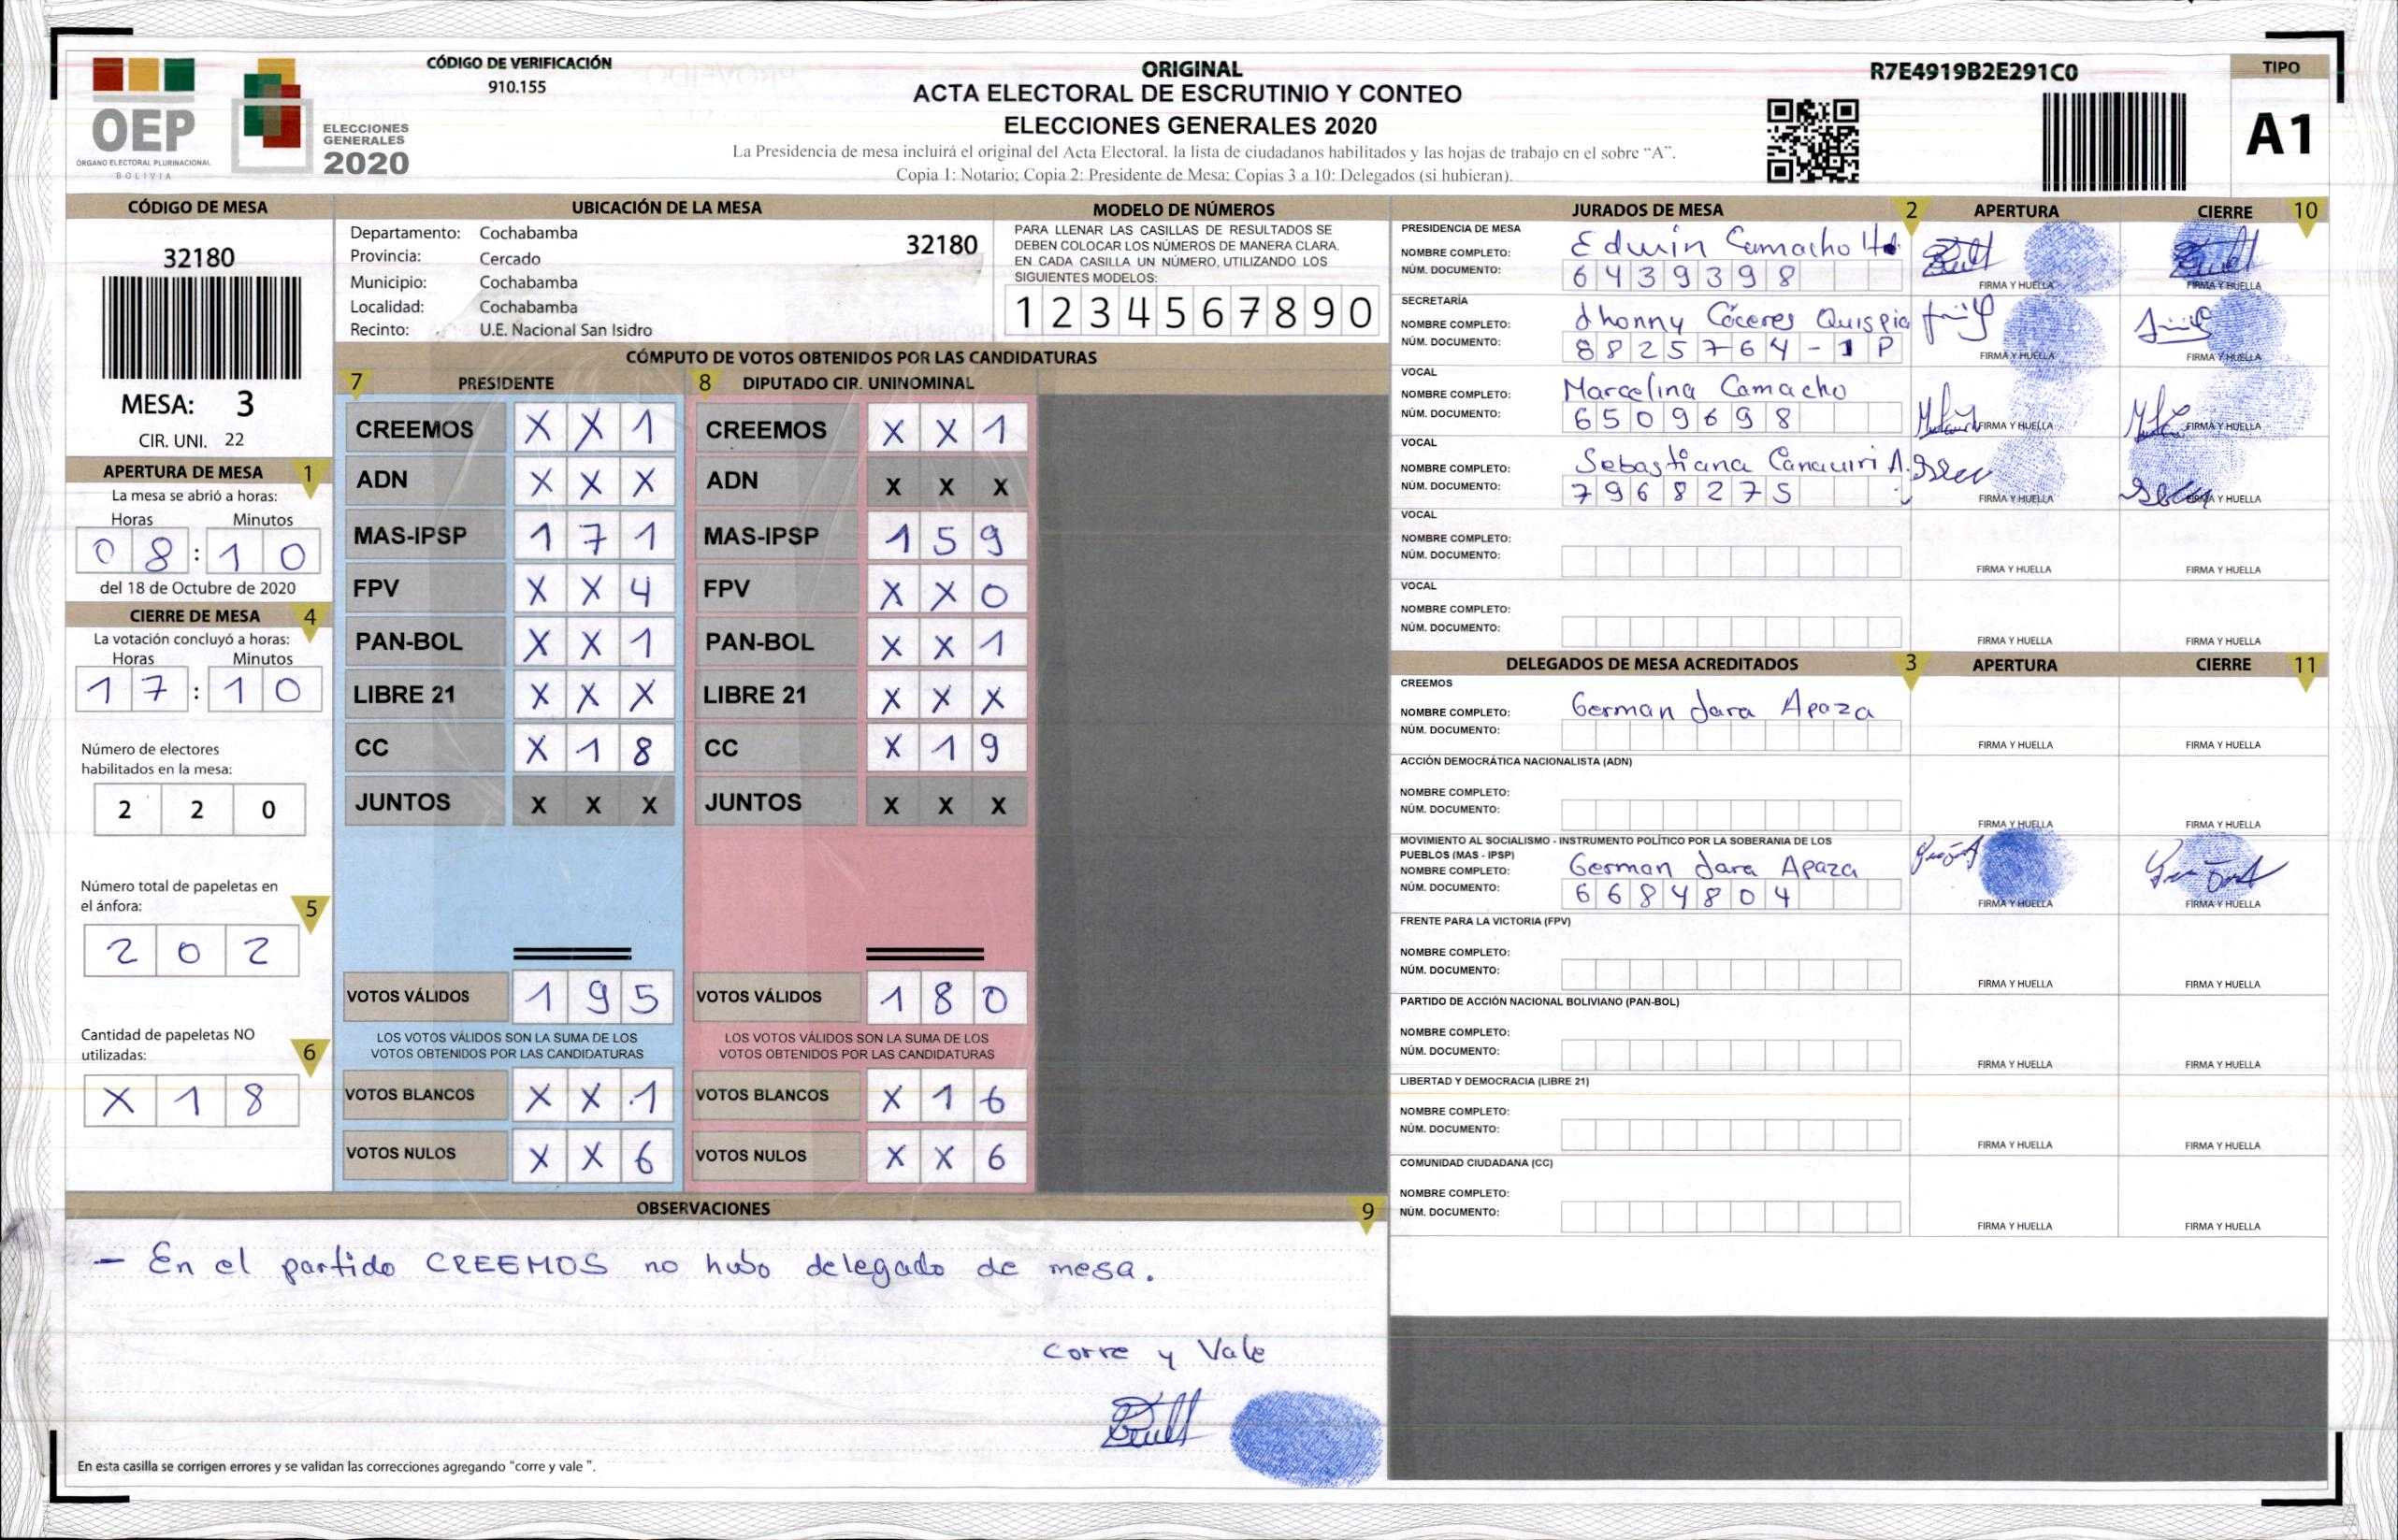 OEP
ÓRGANO ELECTORAL PLURINACIONAL
BOLIVIA
ELECCIONES
GENERALES
2020
CÓDIGO DE VERIFICACIÓN
910.155
ORIGINAL
ACTA ELECTORAL DE ESCRUTINIO Y CONTEO
ELECCIONES GENERALES 2020
La Presidencia de mesa incluirá el original del Acta Electoral, la lista de ciudadanos habilitados y las hojas de trabajo en el sobre “A”.
Copia 1: Notario; Copia 2: Presidente de Mesa; Copias 3 a 10: Delegados (si hubieran).
R7E4919B2E291C0
TIPO
A1
CÓDIGO DE MESA
32180
MESA: 3
CIR. UNI. 22
APERTURA DE MESA 1
La mesa se abrió a horas:
Horas Minutos
0 8 : 1 0
del 18 de Octubre de 2020
CIERRE DE MESA 4
La votación concluyó a horas:
Horas Minutos
1 7 : 1 0
Número de electores
habilitados en la mesa:
2 2 0
Número total de papeletas en
el ánfora: 5
2 0 2
Cantidad de papeletas NO
utilizadas: 6
X 1 8
UBICACIÓN DE LA MESA
Departamento: Cochabamba 32180
Provincia: Cercado
Municipio: Cochabamba
Localidad: Cochabamba
Recinto: U.E. Nacional San Isidro
MODELO DE NÚMEROS
PARA LLENAR LAS CASILLAS DE RESULTADOS SE
DEBEN COLOCAR LOS NÚMEROS DE MANERA CLARA.
EN CADA CASILLA UN NÚMERO, UTILIZANDO LOS
SIGUIENTES MODELOS:
1 2 3 4 5 6 7 8 9 0
CÓMPUTO DE VOTOS OBTENIDOS POR LAS CANDIDATURAS
7 PRESIDENTE
CREEMOS X X 1
ADN X X X
MAS-IPSP 1 7 1
FPV X X 4
PAN-BOL X X 1
LIBRE 21 X X X
CC X 1 8
JUNTOS X X X
VOTOS VÁLIDOS 1 9 5
LOS VOTOS VÁLIDOS SON LA SUMA DE LOS
VOTOS OBTENIDOS POR LAS CANDIDATURAS
VOTOS BLANCOS X X 1
VOTOS NULOS X X 6
8 DIPUTADO CIR. UNINOMINAL
CREEMOS X X 1
ADN X X X
MAS-IPSP 1 5 9
FPV X X 0
PAN-BOL X X 1
LIBRE 21 X X X
CC X 1 9
JUNTOS X X X
VOTOS VÁLIDOS 1 8 0
LOS VOTOS VÁLIDOS SON LA SUMA DE LOS
VOTOS OBTENIDOS POR LAS CANDIDATURAS
VOTOS BLANCOS X 1 6
VOTOS NULOS X X 6
OBSERVACIONES 9
- En el partido CREEMOS no hubo delegado de mesa.
corre y Vale
En esta casilla se corrigen errores y se validan las correcciones agregando “corre y vale ”.
JURADOS DE MESA 2 APERTURA CIERRE 10
PRESIDENCIA DE MESA
NOMBRE COMPLETO: Edwin Camacho
NÚM. DOCUMENTO: 6 4 3 9 3 9 8
FIRMA Y HUELLA FIRMA Y HUELLA
SECRETARÍA
NOMBRE COMPLETO: Jhonny Cáceres Quispia
NÚM. DOCUMENTO: 8 8 2 5 7 6 4 - 1 P
FIRMA Y HUELLA FIRMA Y HUELLA
VOCAL
NOMBRE COMPLETO: Marcelina Camacho
NÚM. DOCUMENTO: 6 5 0 9 6 9 8
FIRMA Y HUELLA FIRMA Y HUELLA
VOCAL
NOMBRE COMPLETO: Sebastiana Canauiri A.
NÚM. DOCUMENTO: 7 9 6 8 2 7 5
FIRMA Y HUELLA FIRMA Y HUELLA
VOCAL
NOMBRE COMPLETO:
NÚM. DOCUMENTO:
FIRMA Y HUELLA FIRMA Y HUELLA
VOCAL
NOMBRE COMPLETO:
NÚM. DOCUMENTO:
FIRMA Y HUELLA FIRMA Y HUELLA
DELEGADOS DE MESA ACREDITADOS 3 APERTURA CIERRE 11
CREEMOS
NOMBRE COMPLETO: German Jara Apaza
NÚM. DOCUMENTO:
FIRMA Y HUELLA FIRMA Y HUELLA
ACCIÓN DEMOCRÁTICA NACIONALISTA (ADN)
NOMBRE COMPLETO:
NÚM. DOCUMENTO:
FIRMA Y HUELLA FIRMA Y HUELLA
MOVIMIENTO AL SOCIALISMO - INSTRUMENTO POLÍTICO POR LA SOBERANIA DE LOS
PUEBLOS (MAS - IPSP)
NOMBRE COMPLETO: German Jara Apaza
NÚM. DOCUMENTO: 6 6 8 4 8 0 4
FIRMA Y HUELLA FIRMA Y HUELLA
FRENTE PARA LA VICTORIA (FPV)
NOMBRE COMPLETO:
NÚM. DOCUMENTO:
FIRMA Y HUELLA FIRMA Y HUELLA
PARTIDO DE ACCIÓN NACIONAL BOLIVIANO (PAN-BOL)
NOMBRE COMPLETO:
NÚM. DOCUMENTO:
FIRMA Y HUELLA FIRMA Y HUELLA
LIBERTAD Y DEMOCRACIA (LIBRE 21)
NOMBRE COMPLETO:
NÚM. DOCUMENTO:
FIRMA Y HUELLA FIRMA Y HUELLA
COMUNIDAD CIUDADANA (CC)
NOMBRE COMPLETO:
NÚM. DOCUMENTO:
FIRMA Y HUELLA FIRMA Y HUELLA